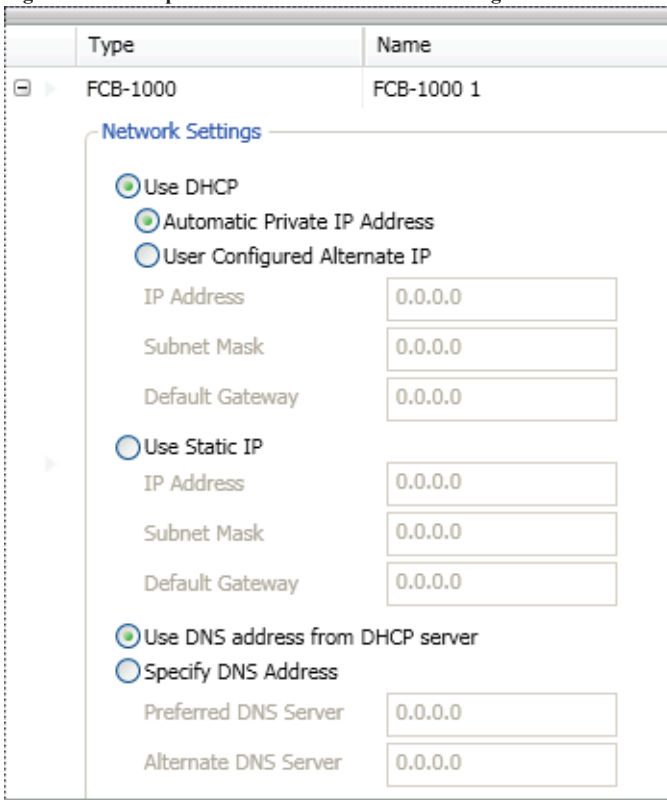 Type Name
FCB-1000 FCB-1000 1
Network Settings
Use DHCP
Automatic Private IP Address
User Configured Alternate IP
IP Address 0.0.0.0
Subnet Mask 0.0.0.0
Default Gateway 0.0.0.0
Use Static IP
IP Address 0.0.0.0
Subnet Mask 0.0.0.0
Default Gateway 0.0.0.0
Use DNS address from DHCP server
Specify DNS Address
Preferred DNS Server 0.0.0.0
Alternate DNS Server 0.0.0.0